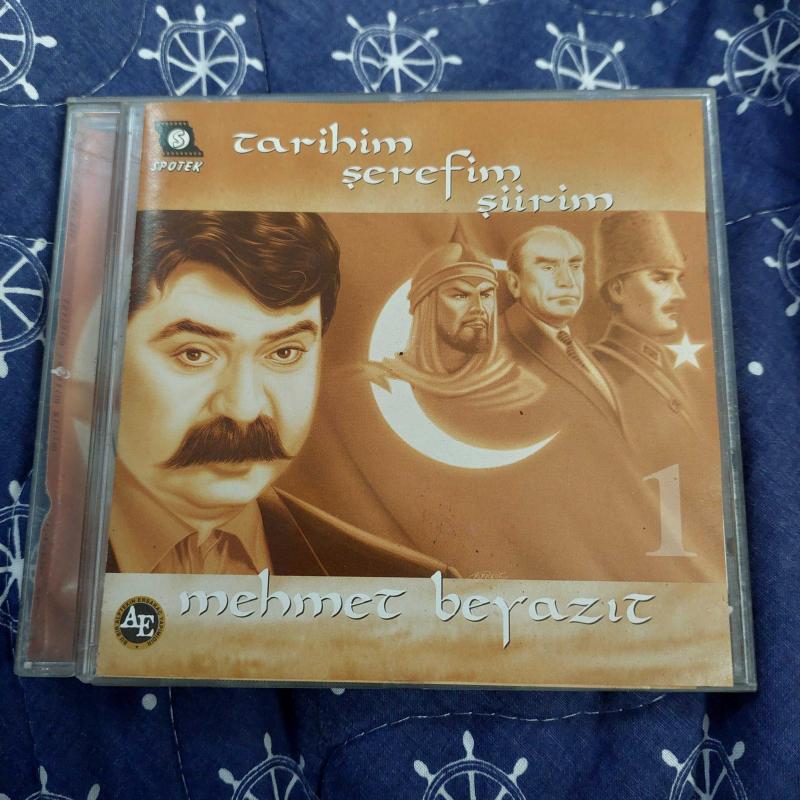 SPOTEK
tarihim
şerefim
şiirim
1
mehmet beyazıt
AE